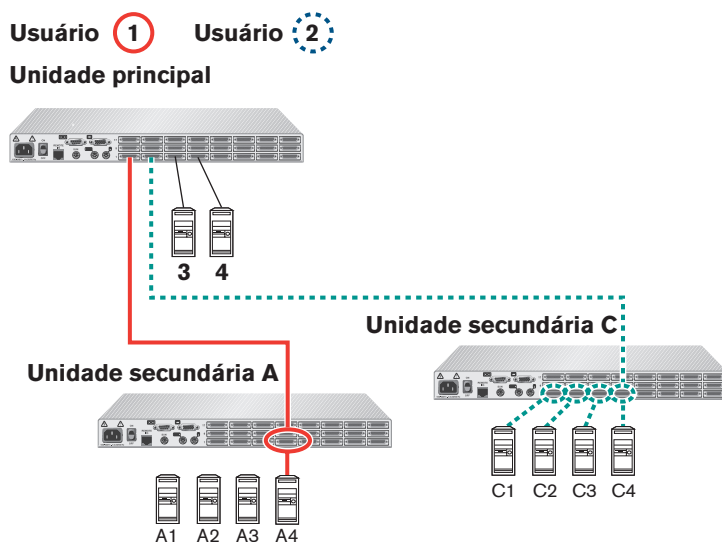 Usuário 1 Usuário 2
Unidade principal
3 4
Unidade secundária C
Unidade secundária A
C1 C2 C3 C4
A1 A2 A3 A4